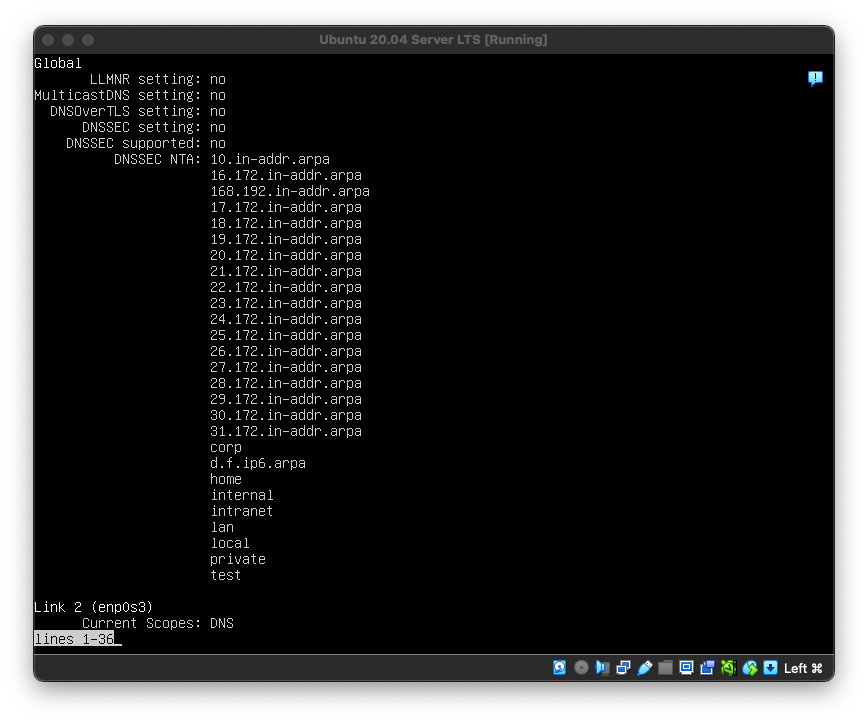 Ubuntu 20.04 Server LTS [Running]
Global
LLMNR setting: no
MulticastDNS setting: no
DNSOverTLS setting: no
DNSSEC setting: no
DNSSEC supported: no
DNSSEC NTA: 10.in-addr.arpa
16.172.in-addr.arpa
168.192.in-addr.arpa
17.172.in-addr.arpa
18.172.in-addr.arpa
19.172.in-addr.arpa
20.172.in-addr.arpa
21.172.in-addr.arpa
22.172.in-addr.arpa
23.172.in-addr.arpa
24.172.in-addr.arpa
25.172.in-addr.arpa
26.172.in-addr.arpa
27.172.in-addr.arpa
28.172.in-addr.arpa
29.172.in-addr.arpa
30.172.in-addr.arpa
31.172.in-addr.arpa
corp
d.f.ip6.arpa
home
internal
intranet
lan
local
private
test
Link 2 (enp0s3)
Current Scopes: DNS
lines 1-36
Left ⌘